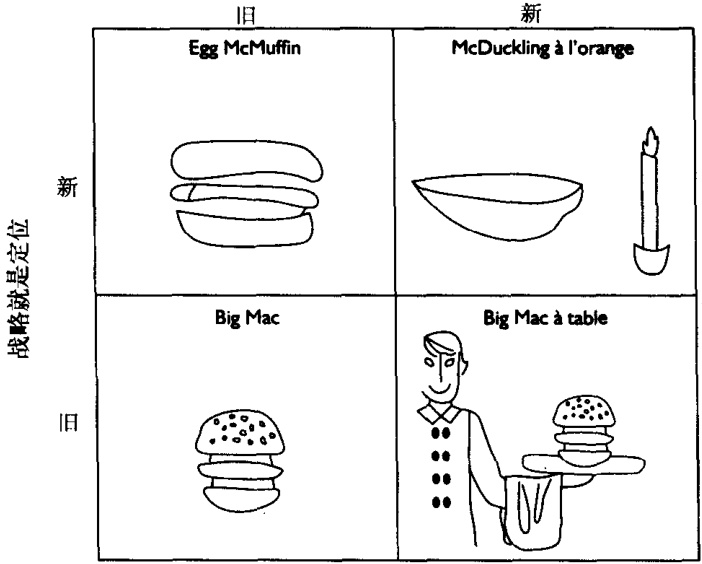 旧 新
Egg McMuffin McDuckling à l'orange
新
战略就是定位
Big Mac Big Mac à table
旧